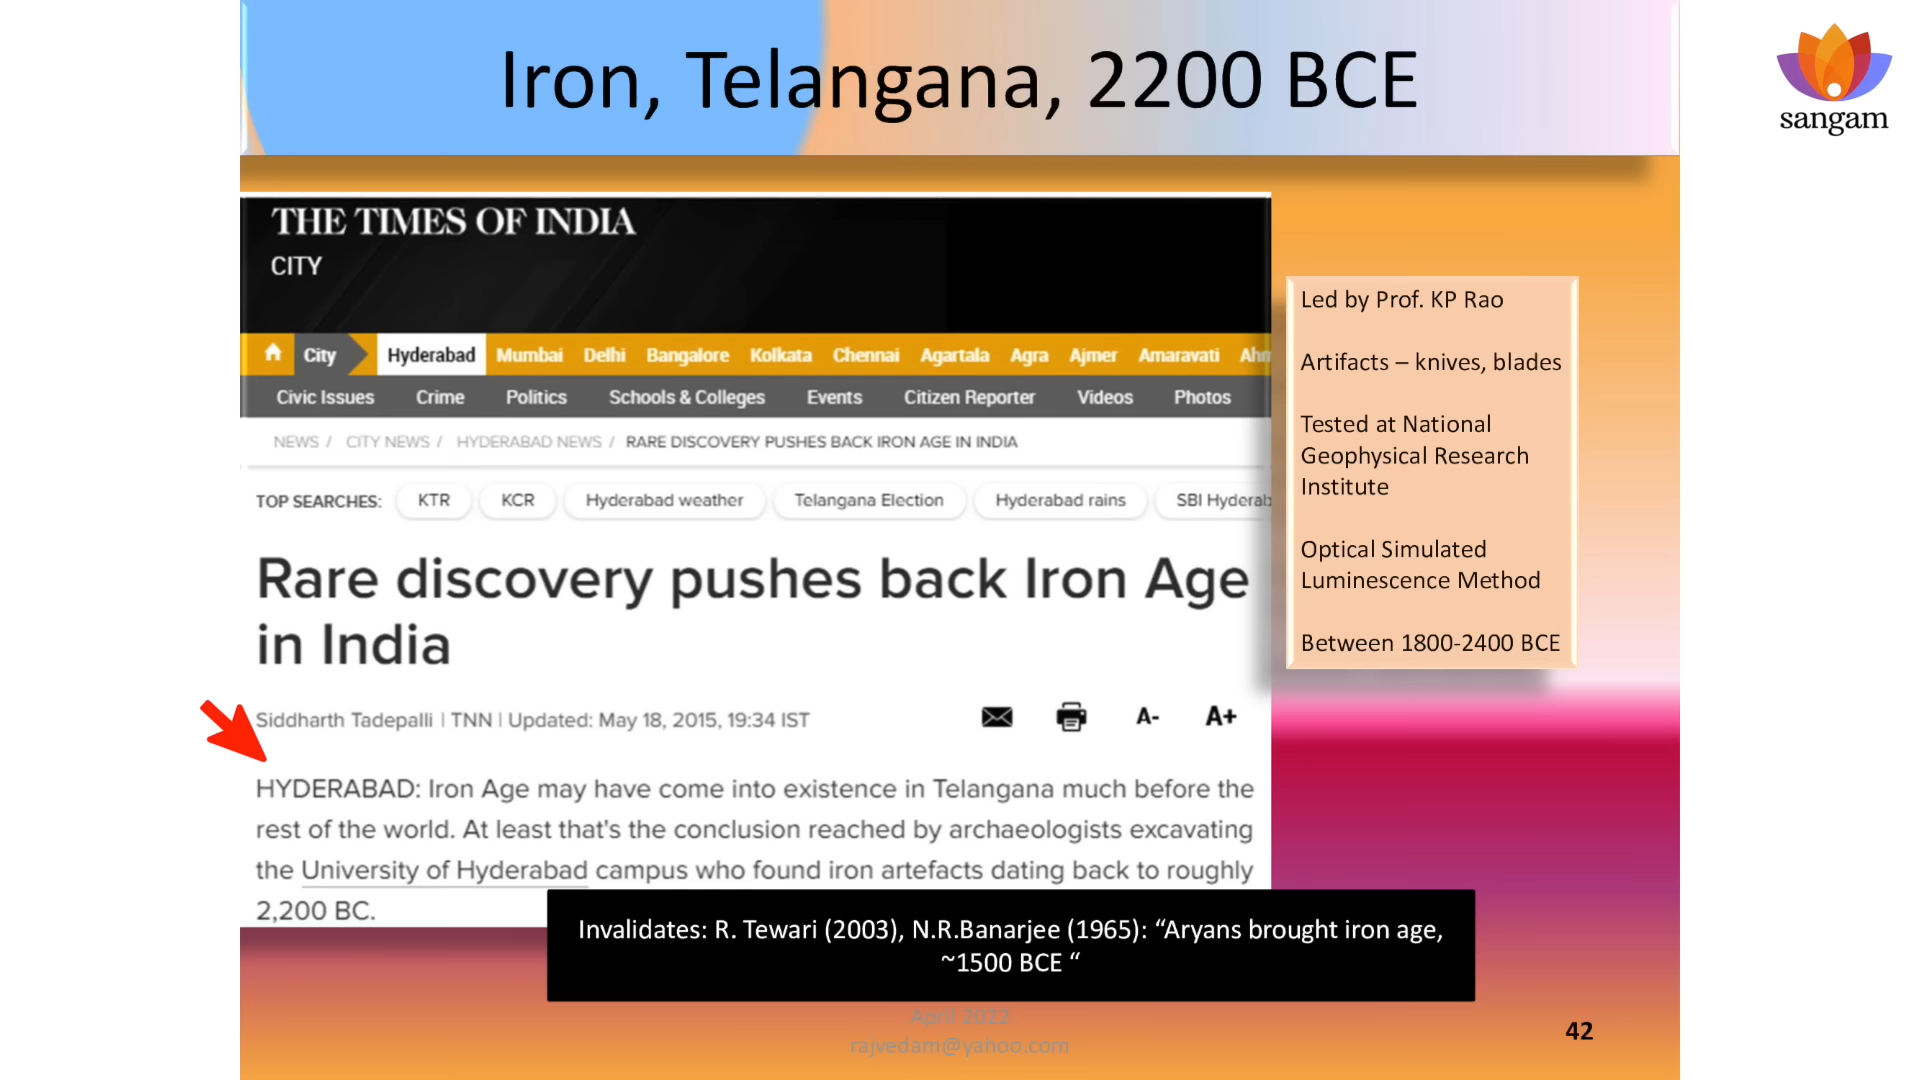 Iron, Telangana, 2200 BCE
sangam
THE TIMES OF INDIA
CITY
City Hyderabad Mumbai Delhi Bangalore Kolkata Chennai Agartala Agra Ajmer Amaravati
Civic Issues Crime Politics Schools & Colleges Events Citizen Reporter Videos Photos
NEWS / CITY NEWS / HYDERABAD NEWS / RARE DISCOVERY PUSHES BACK IRON AGE IN INDIA
TOP SEARCHES: KTR KCR Hyderabad weather Telangana Election Hyderabad rains SBI Hyderab
Rare discovery pushes back Iron Age
in India
Siddharth Tadepalli | TNN | Updated: May 18, 2015, 19:34 IST
A- A+
HYDERABAD: Iron Age may have come into existence in Telangana much before the
rest of the world. At least that's the conclusion reached by archaeologists excavating
the University of Hyderabad campus who found iron artefacts dating back to roughly
2,200 BC.
Led by Prof. KP Rao
Artifacts – knives, blades
Tested at National
Geophysical Research
Institute
Optical Simulated
Luminescence Method
Between 1800-2400 BCE
Invalidates: R. Tewari (2003), N.R.Banarjee (1965): “Aryans brought iron age,
~1500 BCE “
April 2022
rajvedam@yahoo.com
42